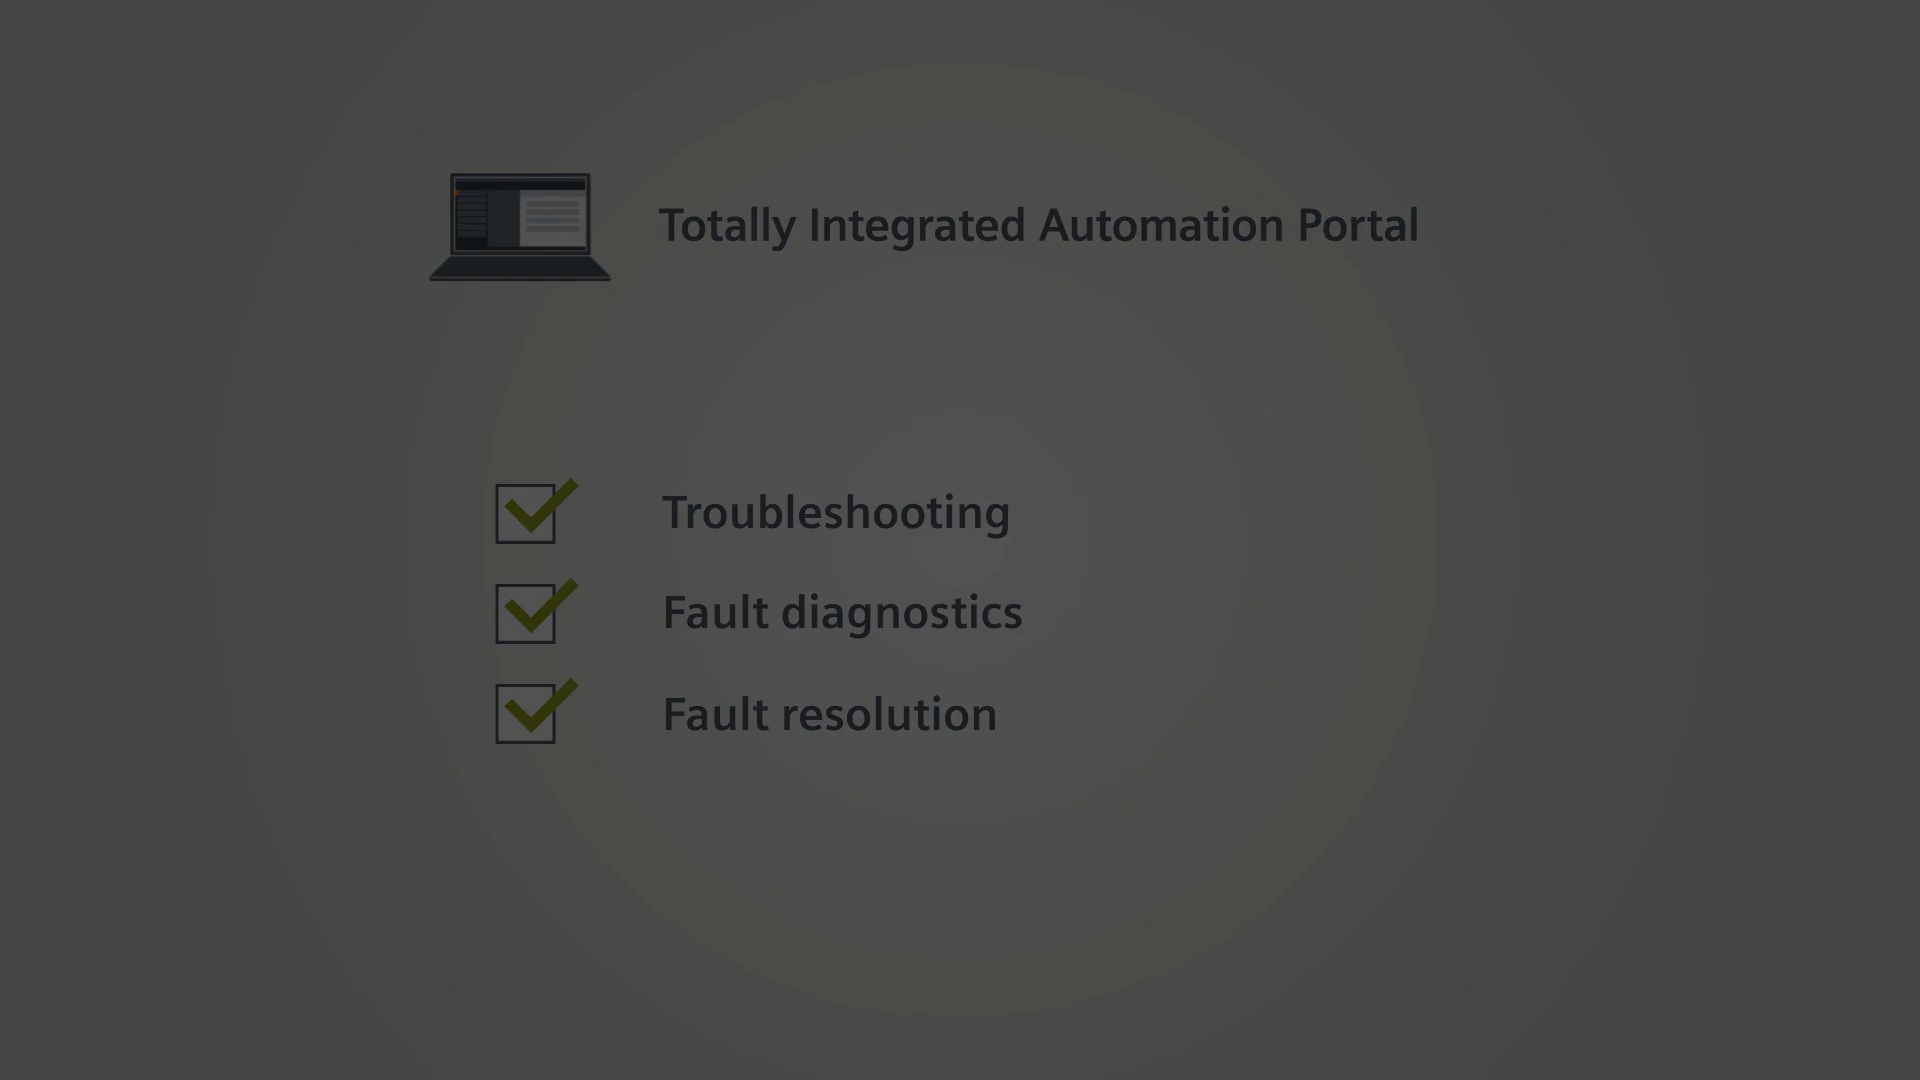 Totally Integrated Automation Portal
Troubleshooting
Fault diagnostics
Fault resolution